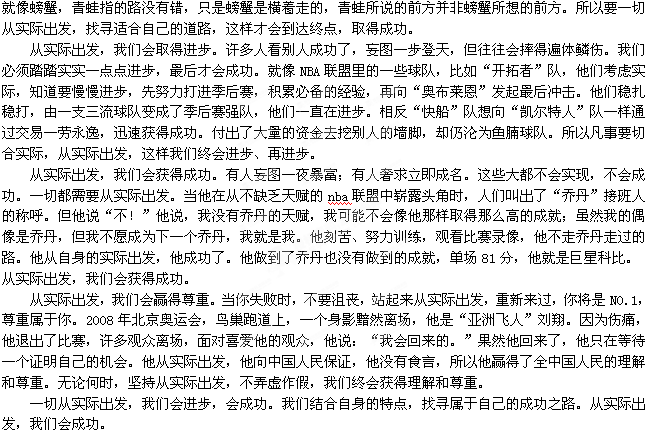 就像螃蟹，青蛙指的路没有错，只是螃蟹是横着走的，青蛙所说的前方并非螃蟹所想的前方。所以要一切
从实际出发，找寻适合自己的道路，这样才会到达终点，取得成功。
从实际出发，我们会取得进步。许多人看别人成功了，妄图一步登天，但往往会摔得遍体鳞伤。我们
必须踏踏实实一点点进步，最后才会成功。就像 NBA 联盟里的一些球队，比如“开拓者”队，他们考虑实
际，知道要慢慢进步，先努力打进季后赛，积累必备的经验，再向“奥布莱恩”发起最后冲击。他们稳扎
稳打，由一支三流球队变成了季后赛强队，他们一直在进步。相反“快船”队想向“凯尔特人”队一样通
过交易一劳永逸，迅速获得成功。付出了大量的资金去挖别人的墙脚，却仍沦为鱼腩球队。所以凡事要切
合实际，从实际出发，这样我们终会进步、再进步。
从实际出发，我们会获得成功。有人妄图一夜暴富；有人奢求立即成名。这些大都不会实现，不会成
功。一切都需要从实际出发。当他在从不缺乏天赋的 nba 联盟中崭露头角时，人们叫出了“乔丹”接班人
的称呼。但他说“不！”他说，我没有乔丹的天赋，我可能不会像他那样取得那么高的成就；虽然我的偶
像是乔丹，但我不愿成为下一个乔丹，我就是我。他刻苦、努力训练，观看比赛录像，他不走乔丹走过的
路。他从自身的实际出发，他成功了。他做到了乔丹也没有做到的成就，单场 81 分，他就是巨星科比。
从实际出发，我们会获得成功。
从实际出发，我们会赢得尊重。当你失败时，不要沮丧，站起来从实际出发，重新来过，你将是 NO.1，
尊重属于你。2008 年北京奥运会，鸟巢跑道上，一个身影黯然离场，他是“亚洲飞人”刘翔。因为伤痛，
他退出了比赛，许多观众离场，面对喜爱他的观众，他说：“我会回来的。”果然他回来了，他只在等待
一个证明自己的机会。他从实际出发，他向中国人民保证，他没有食言，所以他赢得了全中国人民的理解
和尊重。无论何时，坚持从实际出发，不弄虚作假，我们终会获得理解和尊重。
一切从实际出发，我们会进步，会成功。我们结合自身的特点，找寻属于自己的成功之路。从实际出
发，我们会成功。